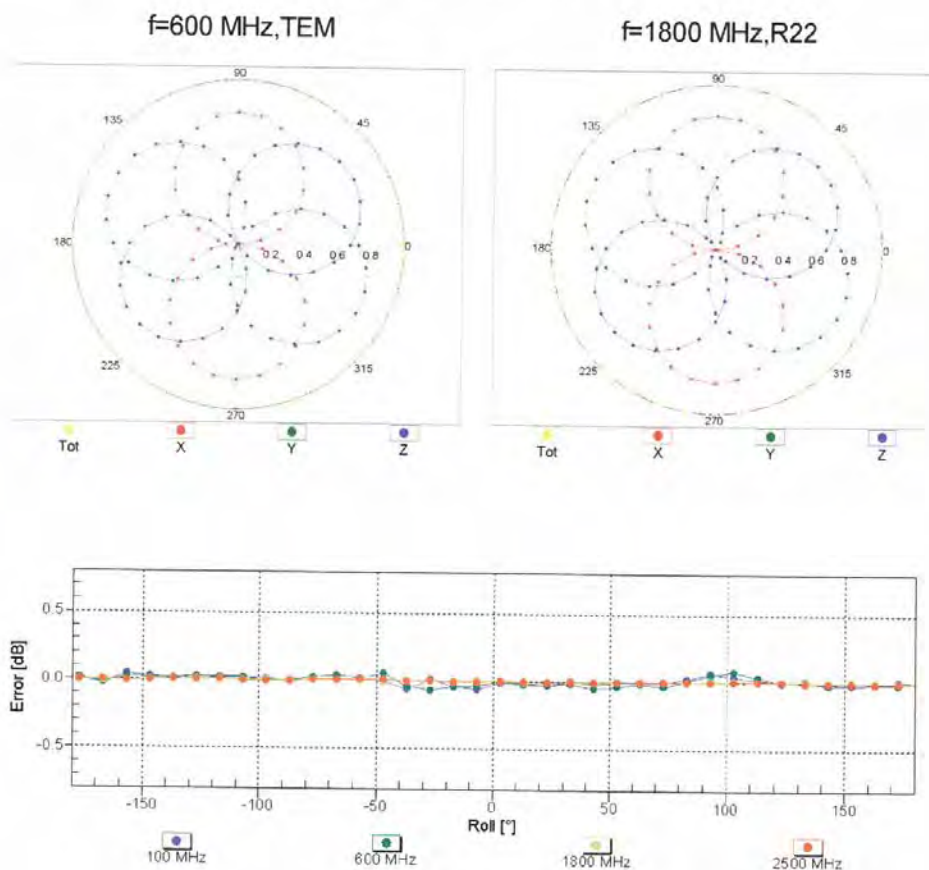 f=600 MHz,TEM
f=1800 MHz,R22
90
135
45
180
0.2 0.4 0.6 0.8
0
225
315
270
Tot X Y Z
90
135
45
180
0.2 0.4 0.6 0.8
0
225
315
270
Tot X Y Z
Error [dB]
0.5
0.0
-0.5
-150 -100 -50 0 50 100 150
Roll [°]
100 MHz 600 MHz 1800 MHz 2500 MHz